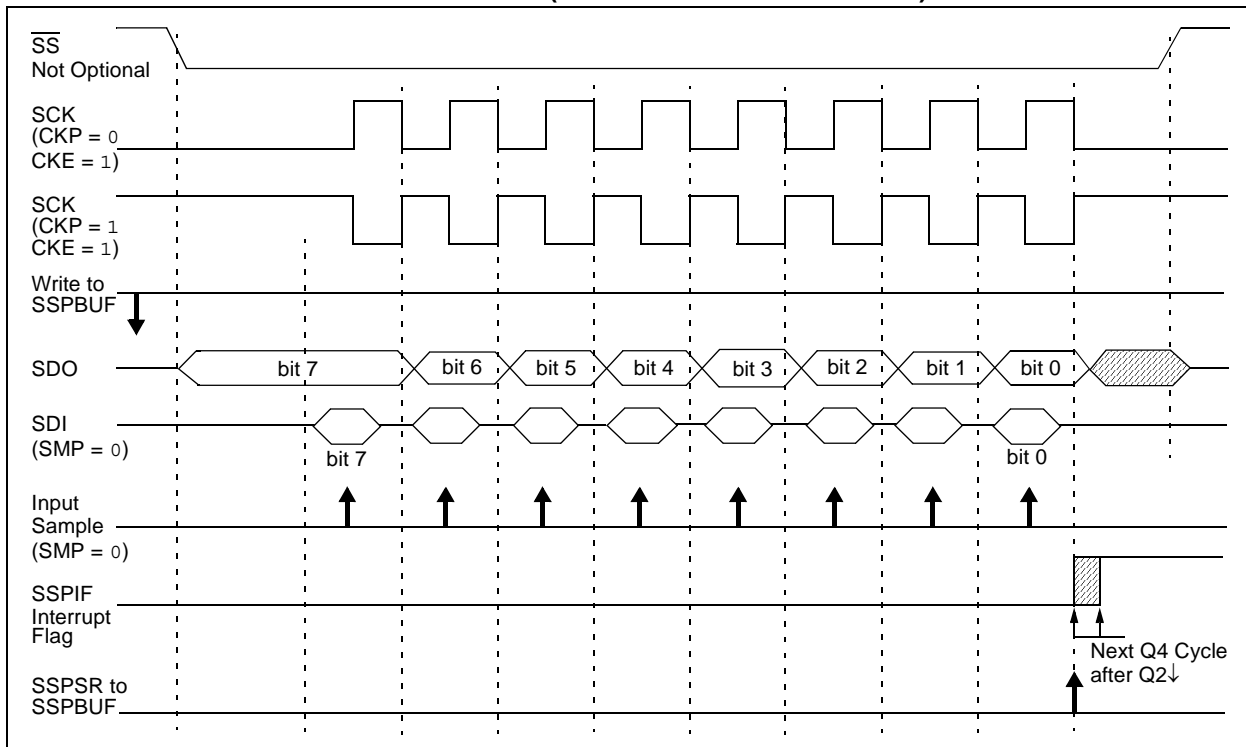 SS
Not Optional
SCK
(CKP = 0
CKE = 1)
SCK
(CKP = 1
CKE = 1)
Write to
SSPBUF
SDO
bit 7
bit 6
bit 5
bit 4
bit 3
bit 2
bit 1
bit 0
SDI
(SMP = 0)
bit 7
bit 0
Input
Sample
(SMP = 0)
SSPIF
Interrupt
Flag
Next Q4 Cycle
after Q2↓
SSPSR to
SSPBUF